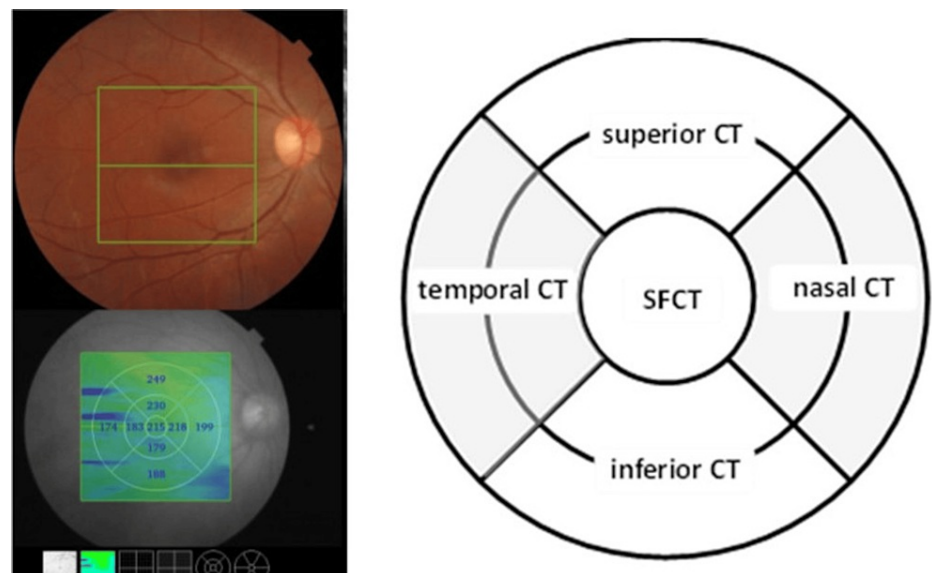 249
230
174 183 215 218 199
179
188
superior CT
temporal CT
SFCT
nasal CT
inferior CT